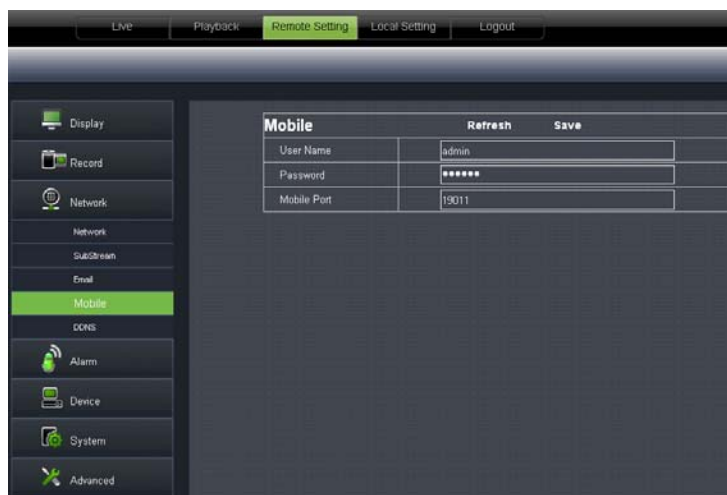 Live Playback Remote Setting Local Setting Logout
Display
Record
Network
Network
SubStream
Email
Mobile
DDNS
Alarm
Device
System
Advanced
Mobile Refresh Save
User Name admin
Password ••••••
Mobile Port 19011